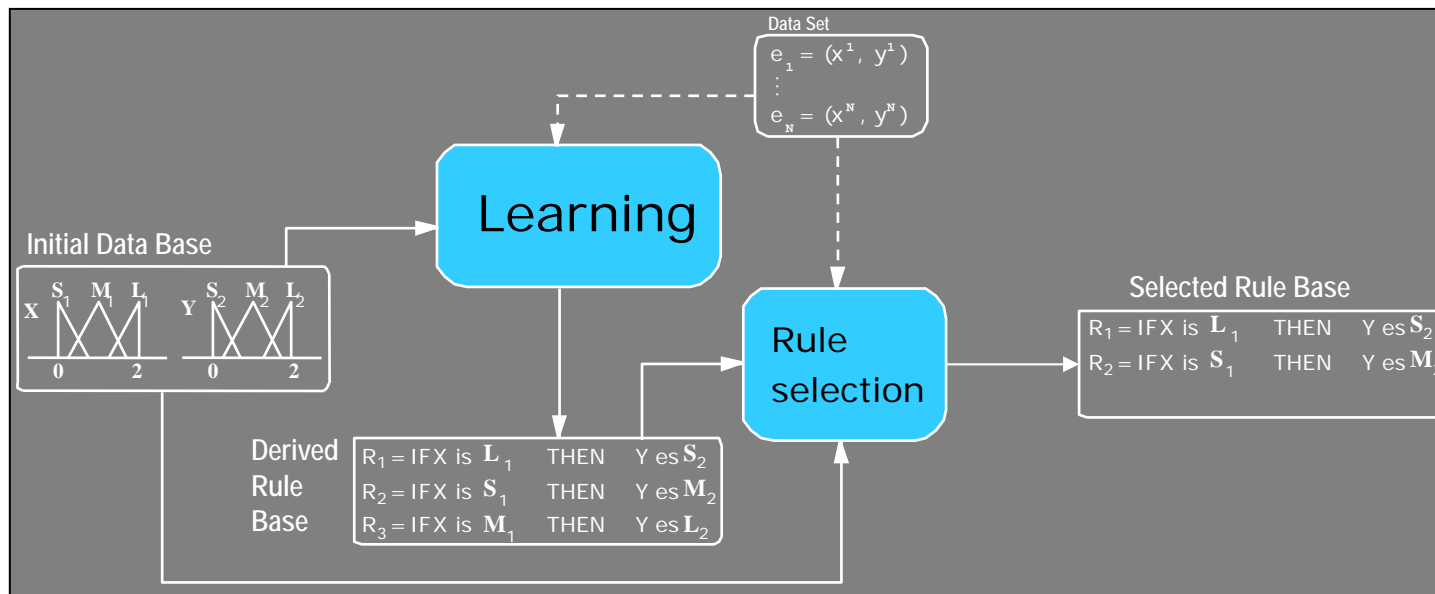 Data Set
e1 = (x¹, y¹)
⋮
eN = (xᴺ, yᴺ)
Learning
Initial Data Base
S1 M1 L1
X
0 2
S2 M2 L2
Y
0 2
Rule
selection
Selected Rule Base
R1 = IFX is L1 THEN Y es S2
R2 = IFX is S1 THEN Y es M2
Derived
Rule
Base
R1 = IFX is L1 THEN Y es S2
R2 = IFX is S1 THEN Y es M2
R3 = IFX is M1 THEN Y es L2